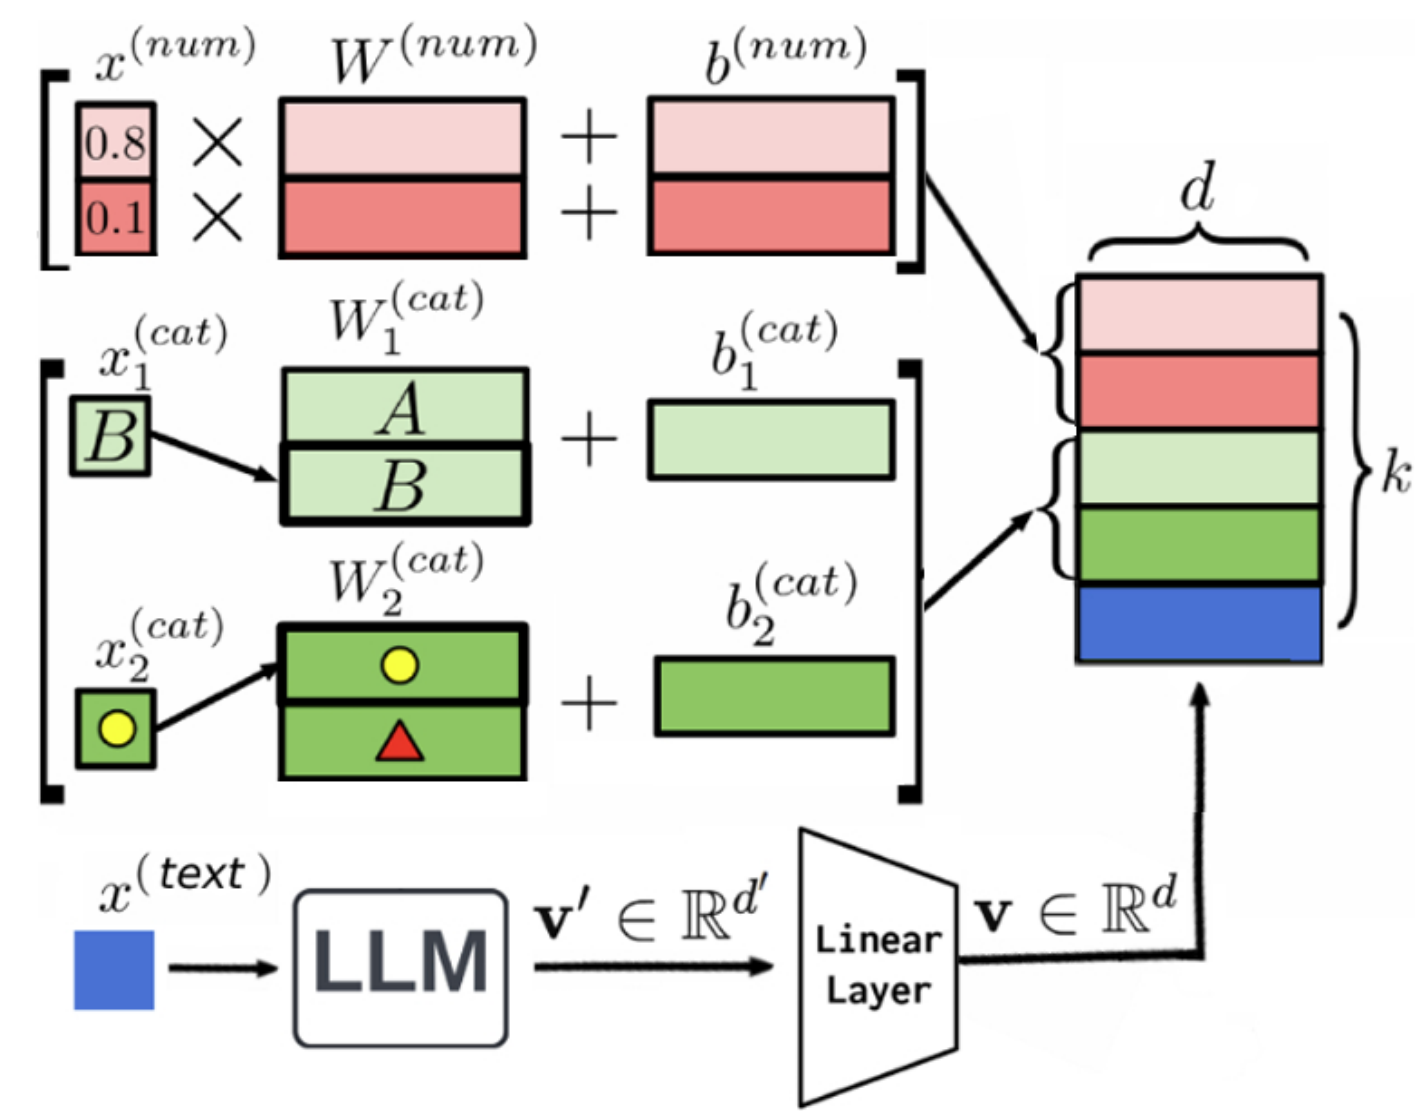 x^{(num)} W^{(num)} b^{(num)}
0.8 × +
0.1 × +
d
x_1^{(cat)} W_1^{(cat)} b_1^{(cat)}
B A +
B
k
x_2^{(cat)} W_2^{(cat)} b_2^{(cat)}
+
x^{(text)}
LLM
v′ ∈ ℝ^{d′}
Linear
Layer
v ∈ ℝ^d